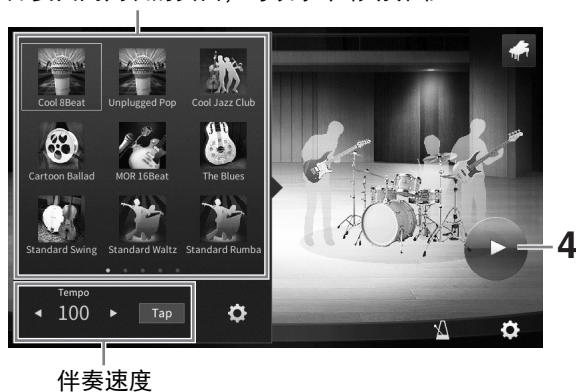 Cool 8Beat
Unplugged Pop
Cool Jazz Club
Cartoon Ballad
MOR 16Beat
The Blues
Standard Swing
Standard Waltz
Standard Rumba
4
Tempo
100
Tap
伴奏速度